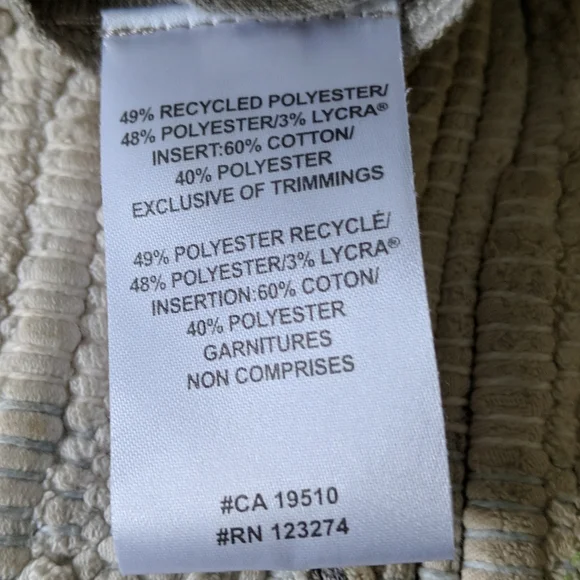 49% RECYCLED POLYESTER/
48% POLYESTER/3% LYCRA®
INSERT:60% COTTON/
40% POLYESTER
EXCLUSIVE OF TRIMMINGS
49% POLYESTER RECYCLÉ/
48% POLYESTER/3% LYCRA®
INSERTION:60% COTON/
40% POLYESTER
GARNITURES
NON COMPRISES
#CA 19510
#RN 123274